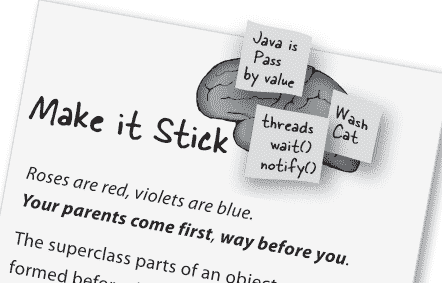 Java is
Pass
by value
threads
wait()
notify()
Wash
Cat
Make it Stick
Roses are red, violets are blue.
Your parents come first, way before you.
The superclass parts of an object